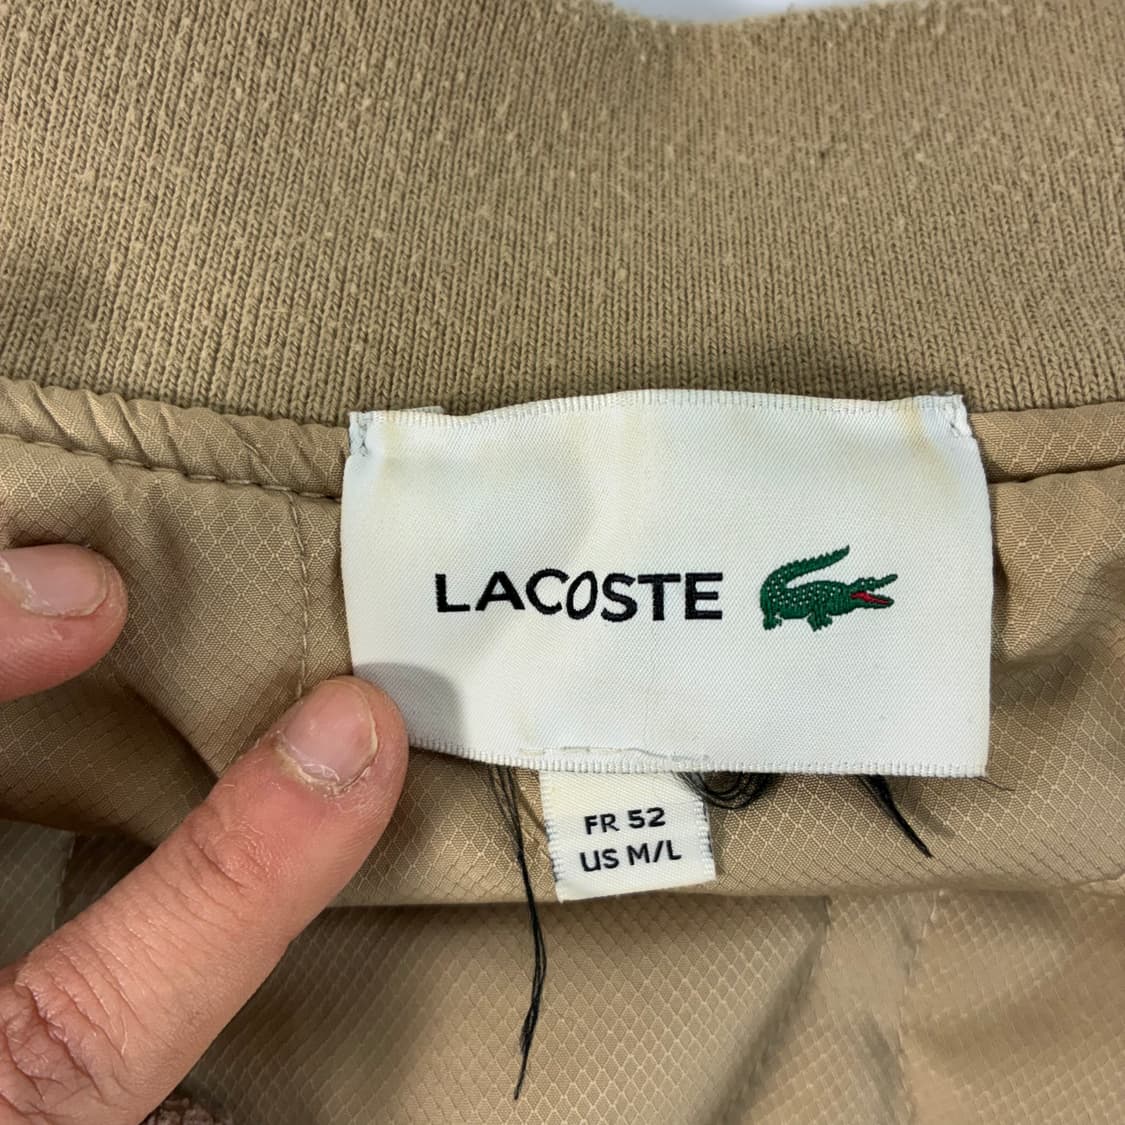 LACOSTE
FR 52
US M/L